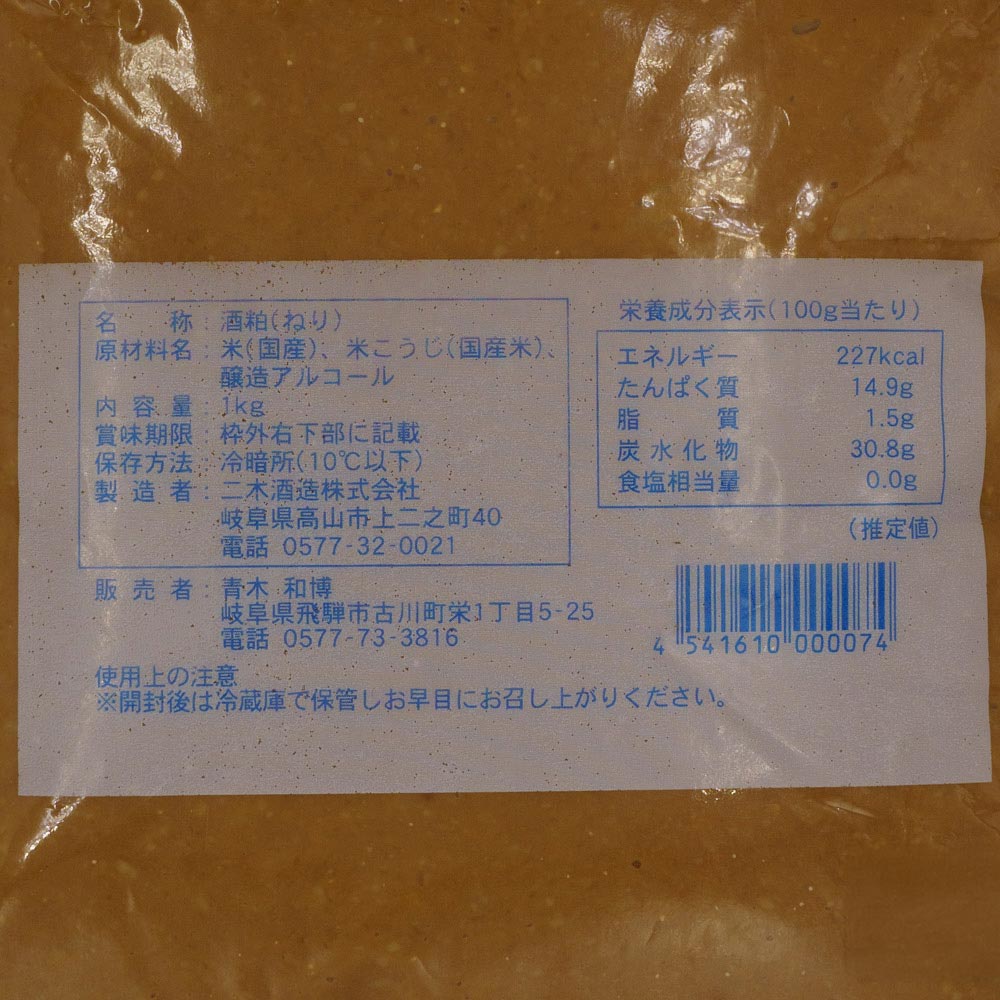 名　　称：酒粕(ねり)
原材料名：米(国産)、米こうじ(国産米)、
醸造アルコール
内 容 量：1kg
賞味期限：枠外右下部に記載
保存方法：冷暗所(10℃以下)
製 造 者：二木酒造株式会社
岐阜県高山市上二之町40
電話 0577-32-0021
販 売 者：青木 和博
岐阜県飛騨市古川町栄1丁目5-25
電話 0577-73-3816
使用上の注意
※開封後は冷蔵庫で保管しお早目にお召し上がりください。
栄養成分表示(100g当たり)
エネルギー 227kcal
たんぱく質 14.9g
脂　　質 1.5g
炭水化物 30.8g
食塩相当量 0.0g
(推定値)
4 541610 000074